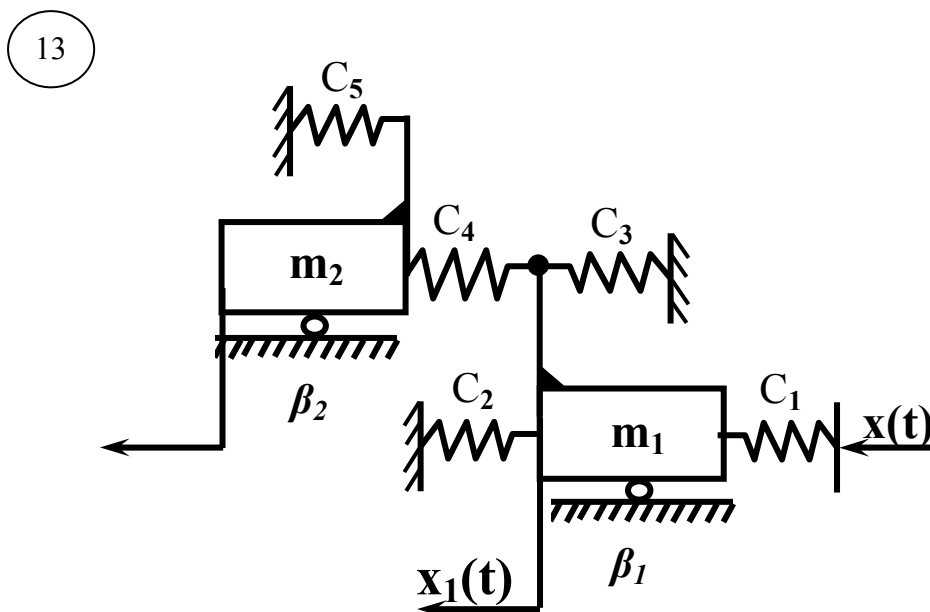 13
C₅
C₄
C₃
m₂
β₂
C₂
C₁
m₁
x(t)
β₁
x₁(t)